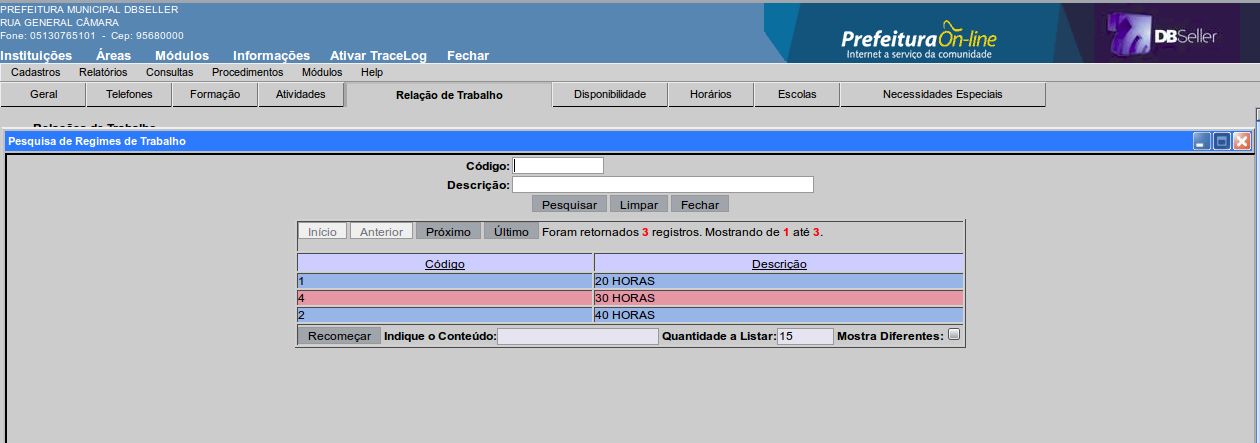 PREFEITURA MUNICIPAL DBSELLER
RUA GENERAL CÂMARA
Fone: 05130765101 - Cep: 95680000
Prefeitura On-line
Internet a serviço da comunidade
DBSeller
Instituições Áreas Módulos Informações Ativar TraceLog Fechar
Cadastros Relatórios Consultas Procedimentos Módulos Help
Geral Telefones Formação Atividades Relação de Trabalho Disponibilidade Horários Escolas Necessidades Especiais
Relações de Trabalho
Pesquisa de Regimes de Trabalho
Código:
Descrição:
Pesquisar Limpar Fechar
Início Anterior Próximo Último Foram retornados 3 registros. Mostrando de 1 até 3.
Código Descrição
1 20 HORAS
4 30 HORAS
2 40 HORAS
Recomeçar Indique o Conteúdo: Quantidade a Listar: 15 Mostra Diferentes: